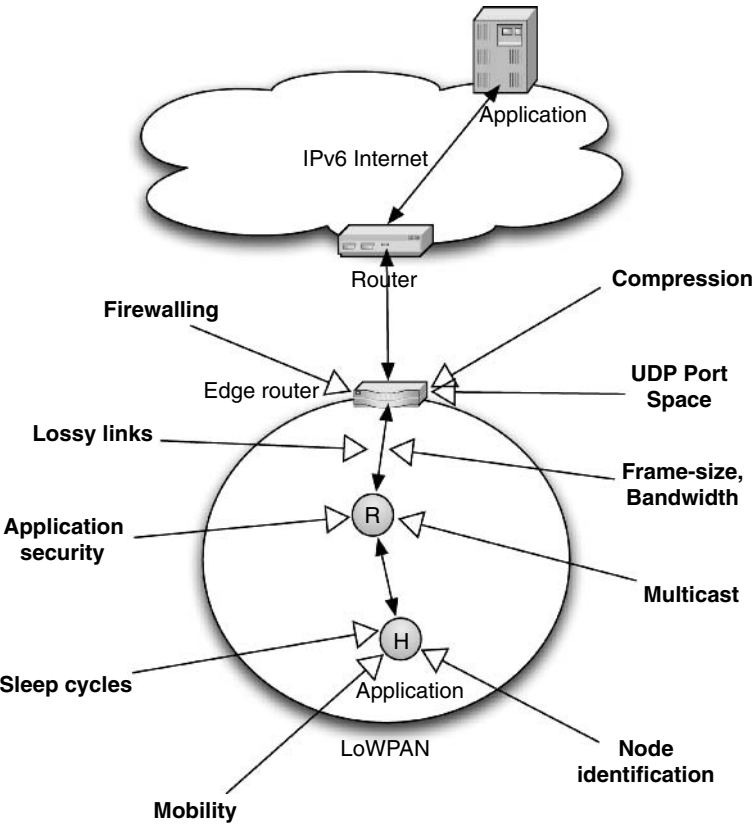 Application
IPv6 Internet
Router
Compression
Firewalling
UDP Port
Space
Edge router
Lossy links
Frame-size,
Bandwidth
R
Application
security
Multicast
H
Sleep cycles
Application
LoWPAN
Node
identification
Mobility